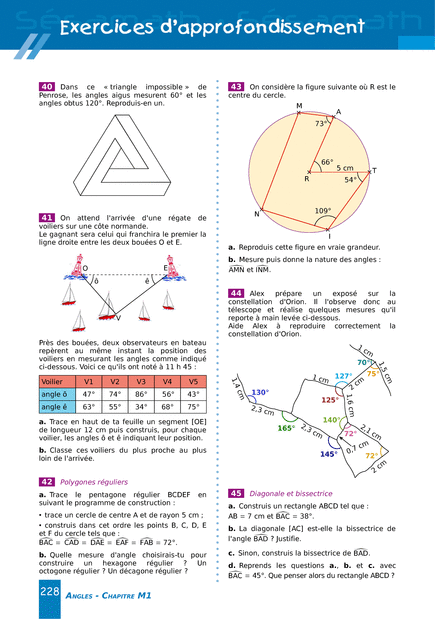 Exercices d'approfondissement
40 Dans ce « triangle impossible » de
Penrose, les angles aigus mesurent 60° et les
angles obtus 120°. Reproduis-en un.
41 On attend l'arrivée d'une régate de
voiliers sur une côte normande.
Le gagnant sera celui qui franchira le premier la
ligne droite entre les deux bouées O et E.
O
E
ô
ê
V
Près des bouées, deux observateurs en bateau
repèrent au même instant la position des
voiliers en mesurant les angles comme indiqué
ci-dessous. Voici ce qu'ils ont noté à 11 h 45 :
Voilier V1 V2 V3 V4 V5
angle ô 47° 74° 86° 56° 43°
angle ê 63° 55° 34° 68° 75°
a. Trace en haut de ta feuille un segment [OE]
de longueur 12 cm puis construis, pour chaque
voilier, les angles ô et ê indiquant leur position.
b. Classe ces voiliers du plus proche au plus
loin de l'arrivée.
42 Polygones réguliers
a. Trace le pentagone régulier BCDEF en
suivant le programme de construction :
• trace un cercle de centre A et de rayon 5 cm ;
• construis dans cet ordre les points B, C, D, E
et F du cercle tels que :
BAC = CAD = DAE = EAF = FAB = 72°.
b. Quelle mesure d'angle choisirais-tu pour
construire un hexagone régulier ? Un
octogone régulier ? Un décagone régulier ?
43 On considère la figure suivante où R est le
centre du cercle.
M
A
73°
66°
5 cm
T
R
54°
109°
N
I
a. Reproduis cette figure en vraie grandeur.
b. Mesure puis donne la nature des angles :
AMN et INM.
44 Alex prépare un exposé sur la
constellation d'Orion. Il l'observe donc au
télescope et réalise quelques mesures qu'il
reporte à main levée ci-dessous.
Aide Alex à reproduire correctement la
constellation d'Orion.
1 cm
70°
1,5 cm
75°
127°
1 cm
2 cm
1,4 cm
130°
125°
1,6 cm
2,3 cm
140°
165°
2,3 cm
72°
2,1 cm
145°
0,7 cm
72°
2 cm
45 Diagonale et bissectrice
a. Construis un rectangle ABCD tel que :
AB = 7 cm et BAC = 38°.
b. La diagonale [AC] est-elle la bissectrice de
l'angle BAD ? Justifie.
c. Sinon, construis la bissectrice de BAD.
d. Reprends les questions a., b. et c. avec
BAC = 45°. Que penser alors du rectangle ABCD ?
228 ANGLES - CHAPITRE M1